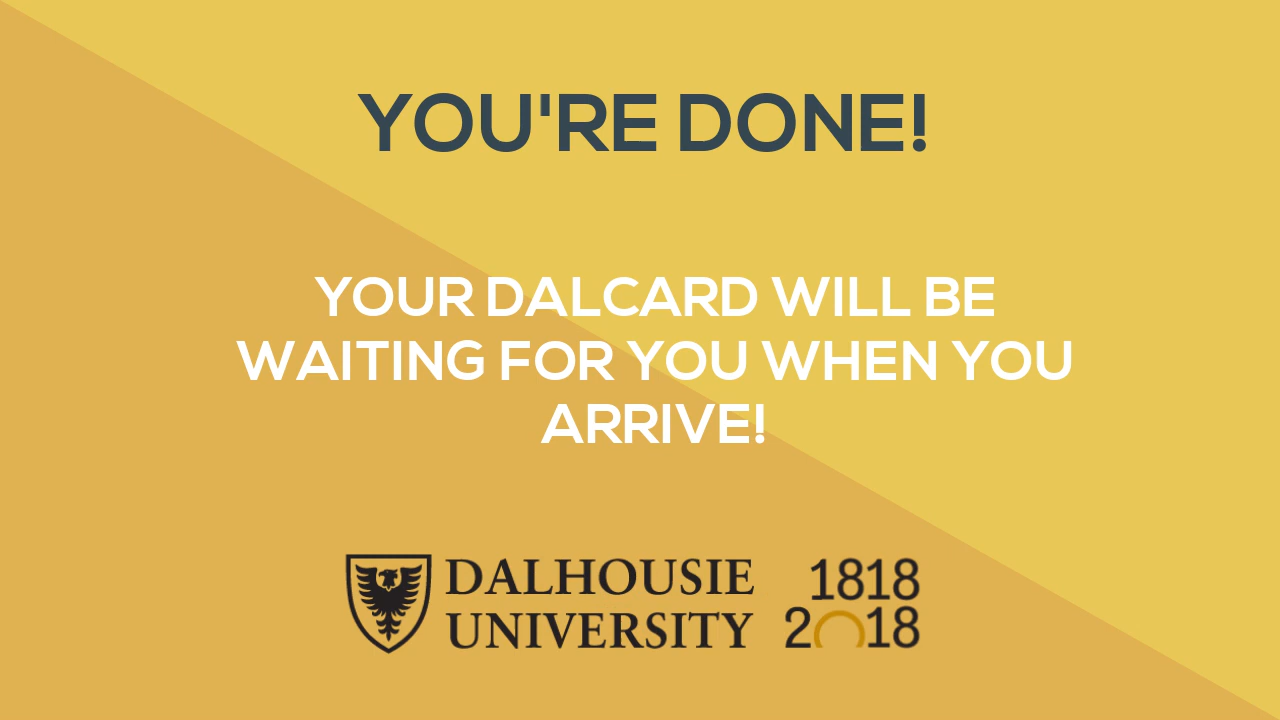 YOU'RE DONE!
YOUR DALCARD WILL BE
WAITING FOR YOU WHEN YOU
ARRIVE!
DALHOUSIE
UNIVERSITY
1818
2018